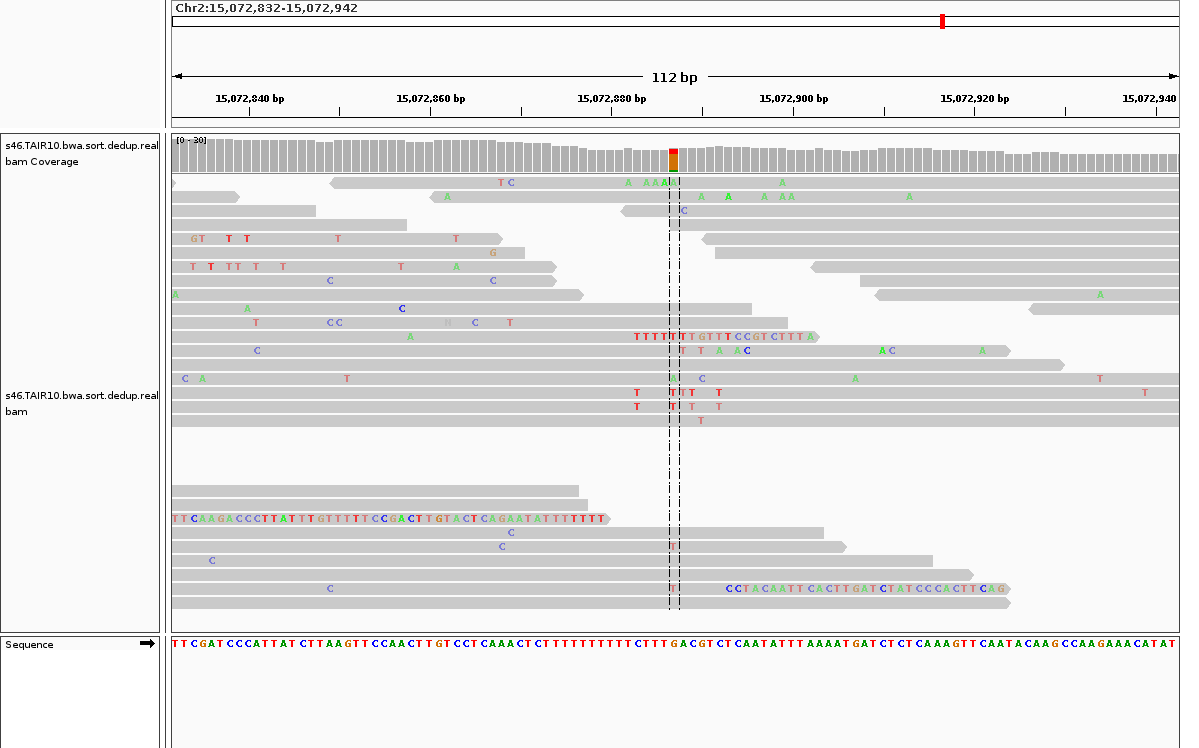 Chr2:15,072,832-15,072,942
112 bp
15,072,840 bp 15,072,860 bp 15,072,880 bp 15,072,900 bp 15,072,920 bp 15,072,940
s46.TAIR10.bwa.sort.dedup.real
bam Coverage
[0 - 30]
T C A A A A A A A
A A A A A A A
C
G T T T T T
G
T T T T T T T A
C C
A A
A C
T C C N C T
A T T T T T T T G T T T C C G T C T T T A
C T T A A C A C A
C A T A C A T
T T T T T T
T T T T
T
s46.TAIR10.bwa.sort.dedup.real
bam
TTCAAGACCCTTATTTGTTTTTCCGACTTGTACTCAGAATATTTTTTT
C
C T
C
C T CCTACAATTCACTTGATCTATCCCACTTCAG
Sequence
TTCGATCCCATTATCTTAAGTTCCAACTTGTCCTCAAACTCTTTTTTTTTTCTTTGACGTCTCAATATTTAAAATGATCTCTCAAAGTTCAATACAAGCCAAGAAACATAT